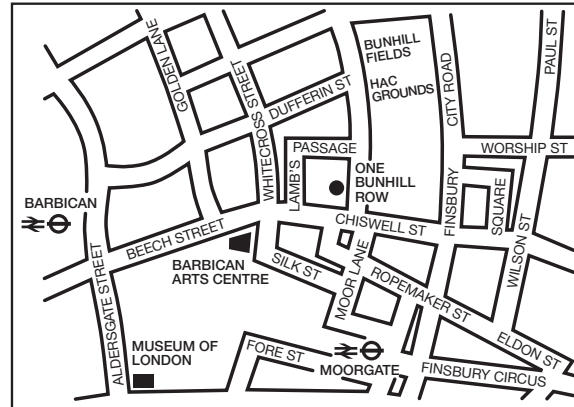 GOLDEN LANE
WHITECROSS STREET
DUFFERIN ST
BUNHILL
FIELDS
HAC
GROUNDS
CITY ROAD
PAUL ST
WORSHIP ST
LAMB'S
PASSAGE
ONE
BUNHILL
ROW
FINSBURY
SQUARE
BARBICAN
BEECH STREET
CHISWELL ST
WILSON ST
BARBICAN
ARTS CENTRE
SILK ST
MOOR LANE
ROPEMAKER ST
ELDON ST
ALDERSGATE STREET
MUSEUM OF
LONDON
FORE ST
MOORGATE
FINSBURY CIRCUS